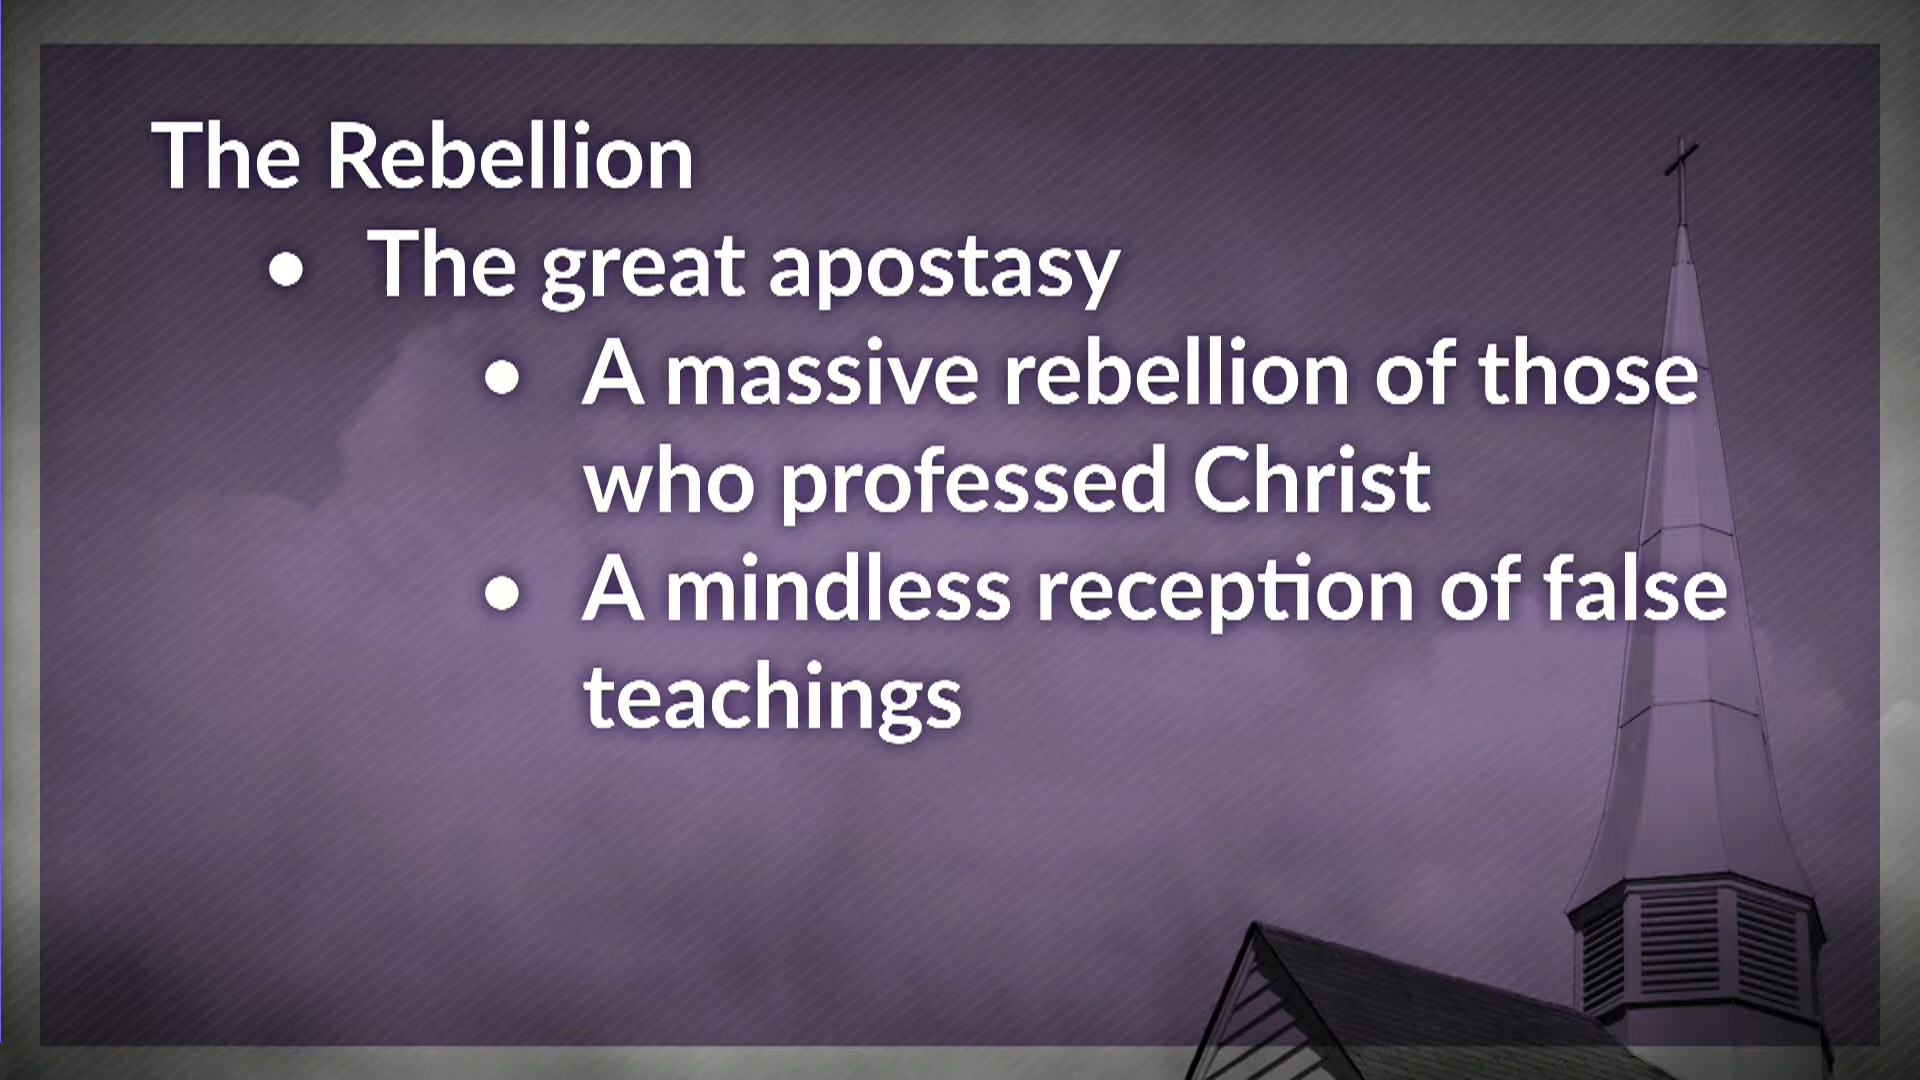 The Rebellion
• The great apostasy
• A massive rebellion of those
who professed Christ
• A mindless reception of false
teachings